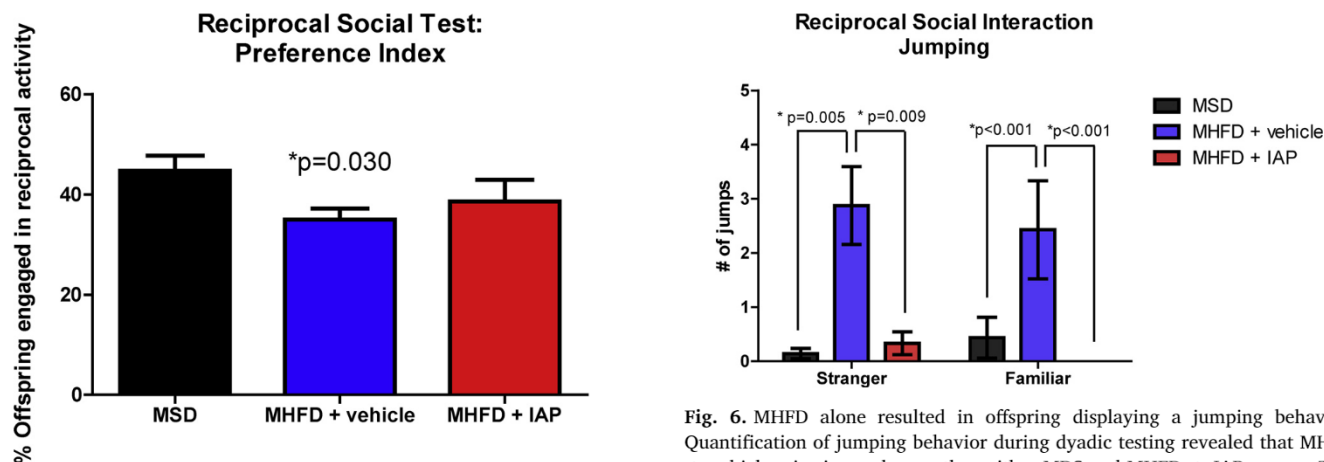 Reciprocal Social Test:
Preference Index
% Offspring engaged in reciprocal activity
60
40
20
0
*p=0.030
MSD
MHFD + vehicle
MHFD + IAP
Reciprocal Social Interaction
Jumping
# of jumps
5
4
3
2
1
0
* p=0.005
* p=0.009
*p<0.001
*p<0.001
Stranger
Familiar
MSD
MHFD + vehicle
MHFD + IAP
Fig. 6. MHFD alone resulted in offspring displaying a jumping behav
Quantification of jumping behavior during dyadic testing revealed that MH